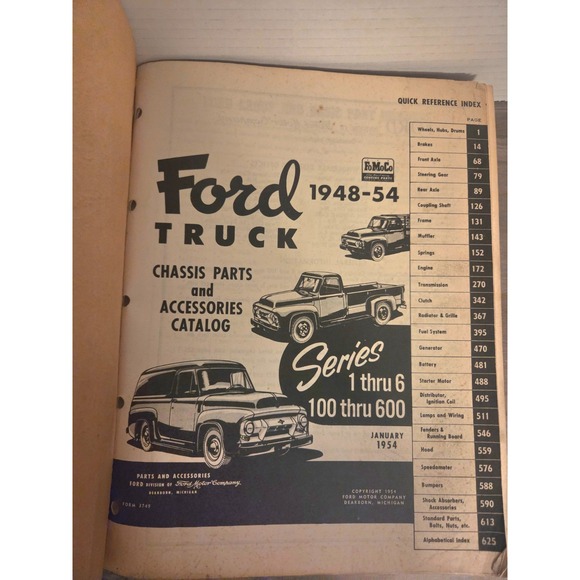 QUICK REFERENCE INDEX
PAGE
Wheels, Hubs, Drums 1
Brakes 14
Front Axle 68
Steering Gear 79
Rear Axle 89
Coupling Shaft 126
Frame 131
Muffler 143
Springs 152
Engine 172
Transmission 270
Clutch 342
Radiator & Grille 367
Fuel System 395
Generator 470
Battery 481
Starter Motor 488
Distributor,
Ignition Coil 495
Lamps and Wiring 511
Fenders &
Running Board 546
Hood 559
Speedometer 576
Bumpers 588
Shock Absorbers,
Accessories 590
Standard Parts,
Bolts, Nuts, etc. 613
Alphabetical Index 625
FoMoCo
Ford
1948-54
TRUCK
CHASSIS PARTS
and
ACCESSORIES
CATALOG
Series
1 thru 6
100 thru 600
JANUARY
1954
PARTS AND ACCESSORIES
FORD DIVISION OF Ford Motor Company,
DEARBORN, MICHIGAN
COPYRIGHT 1954
FORD MOTOR COMPANY
DEARBORN, MICHIGAN
FORM 3749